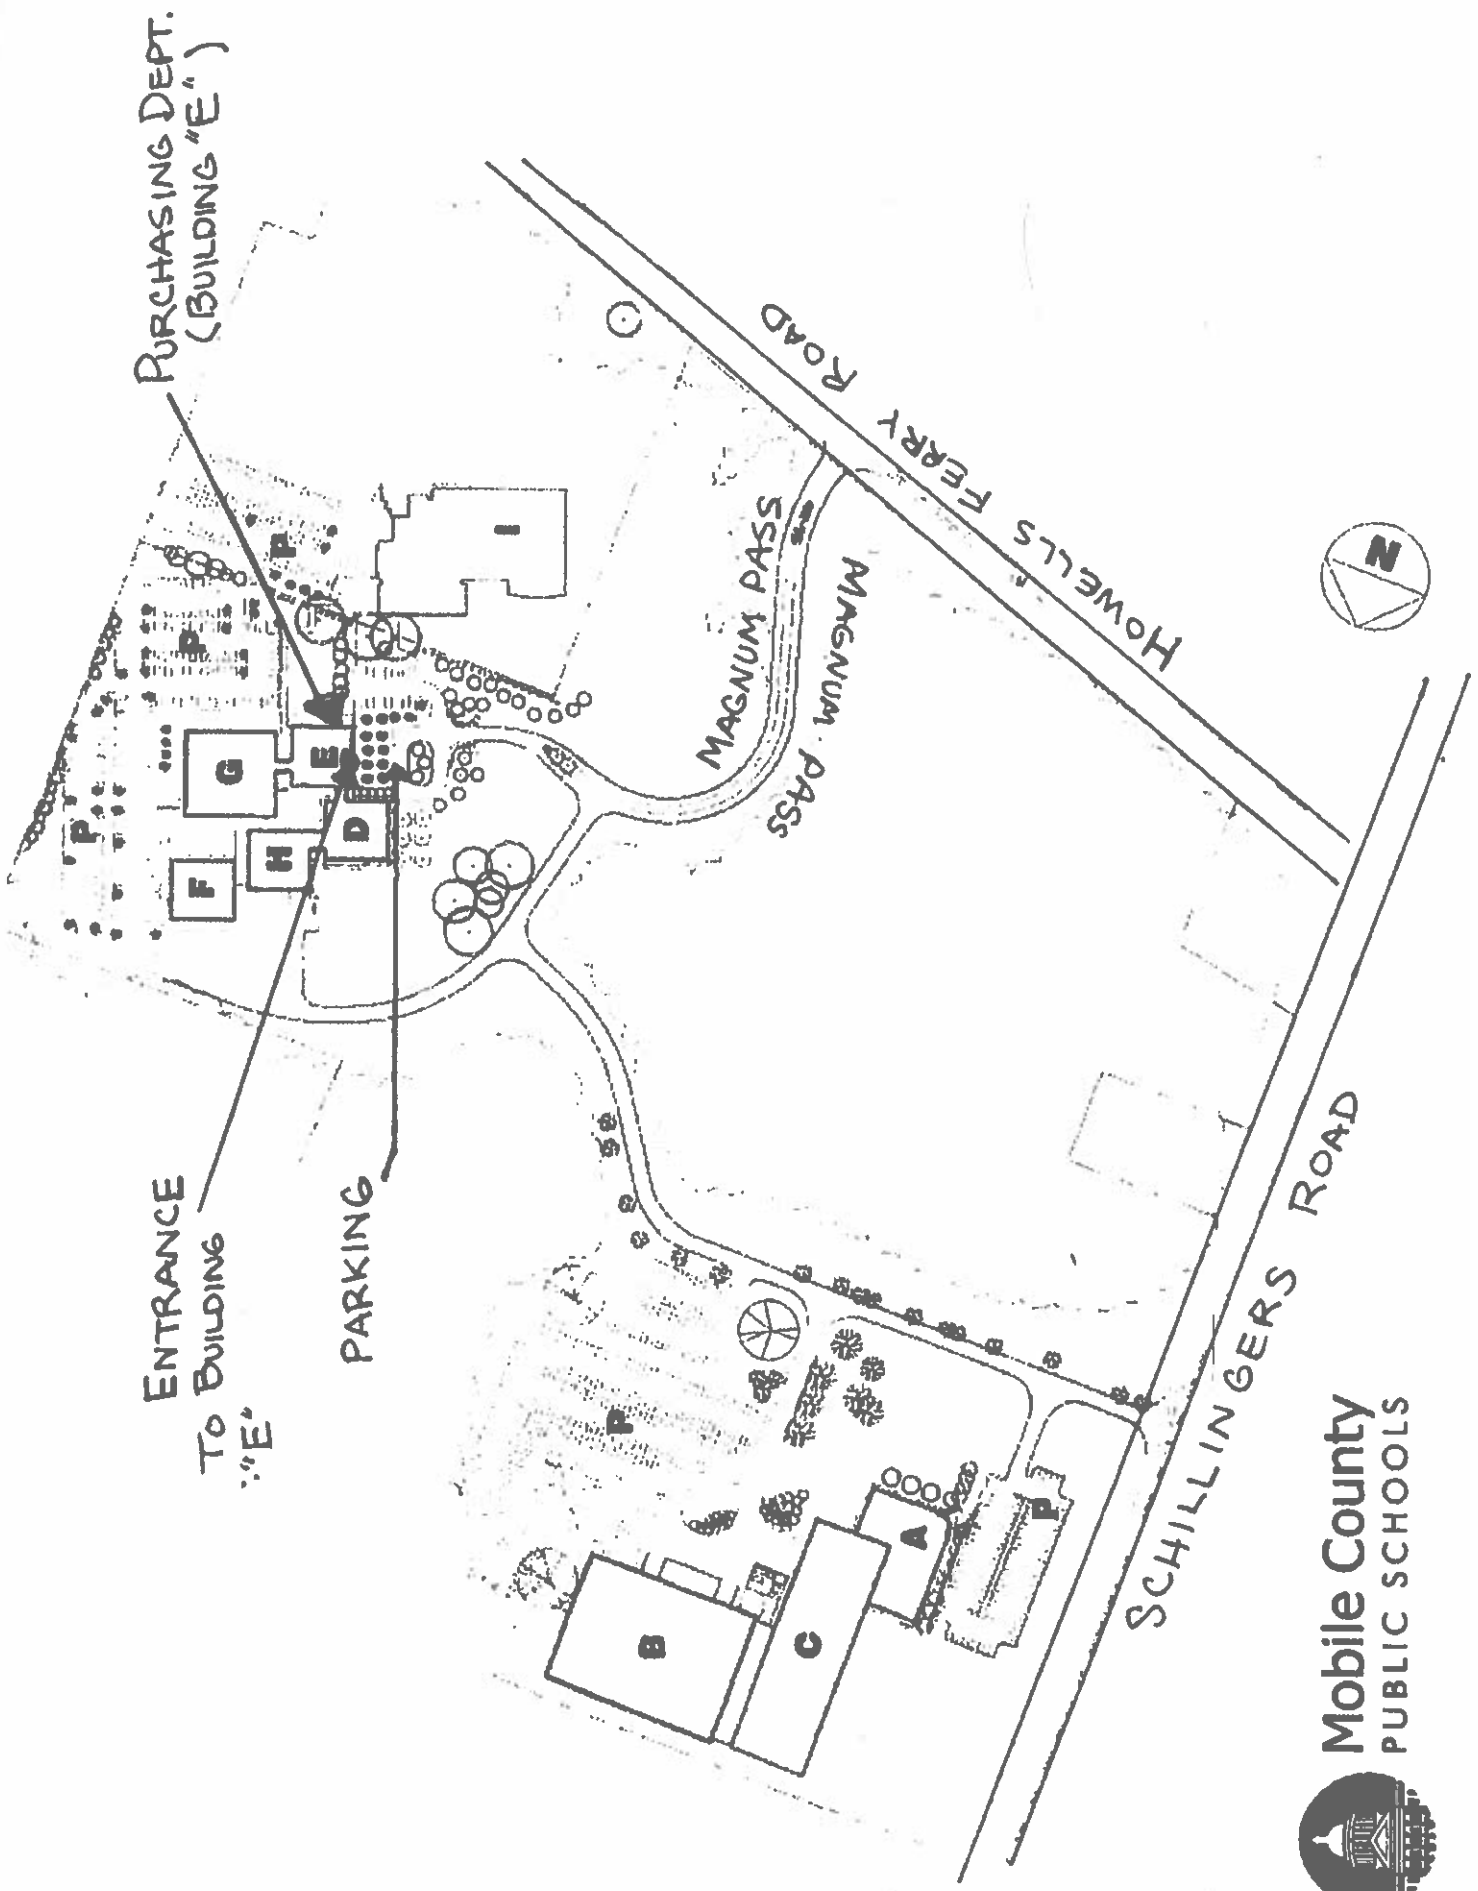 PURCHASING DEPT.
(BUILDING "E")
ENTRANCE
TO BUILDING
"E"
PARKING
P
P
P
F
G
H
E
D
I
MAGNUM PASS
MAGNUM PASS
HOWELLS FERRY ROAD
N
P
B
C
A
P
SCHILLINGERS ROAD
Mobile County
PUBLIC SCHOOLS